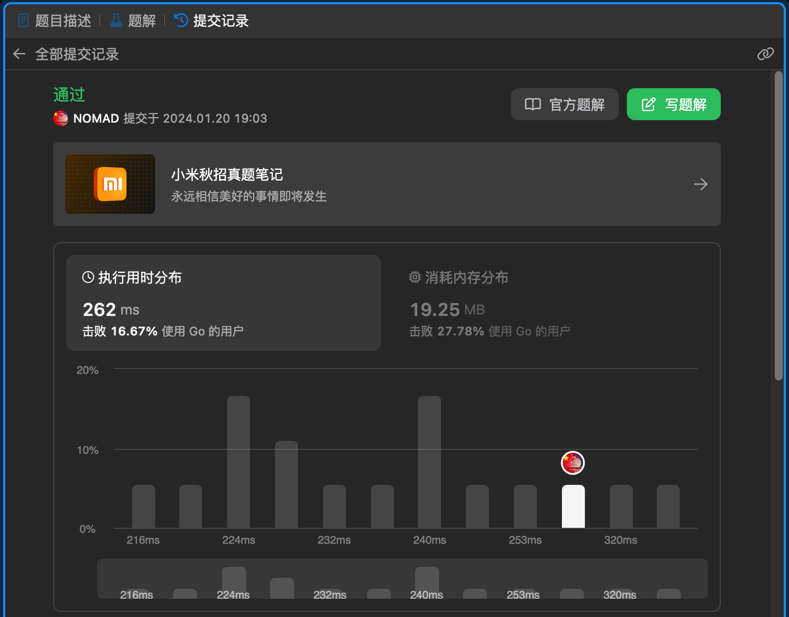 题目描述 题解 提交记录
全部提交记录
通过
NOMAD 提交于 2024.01.20 19:03
官方题解 写题解
小米秋招真题笔记
永远相信美好的事情即将发生
执行用时分布 消耗内存分布
262 ms 19.25 MB
击败 16.67% 使用 Go 的用户 击败 27.78% 使用 Go 的用户
20%
10%
0%
216ms 224ms 232ms 240ms 253ms 320ms
216ms 224ms 232ms 240ms 253ms 320ms